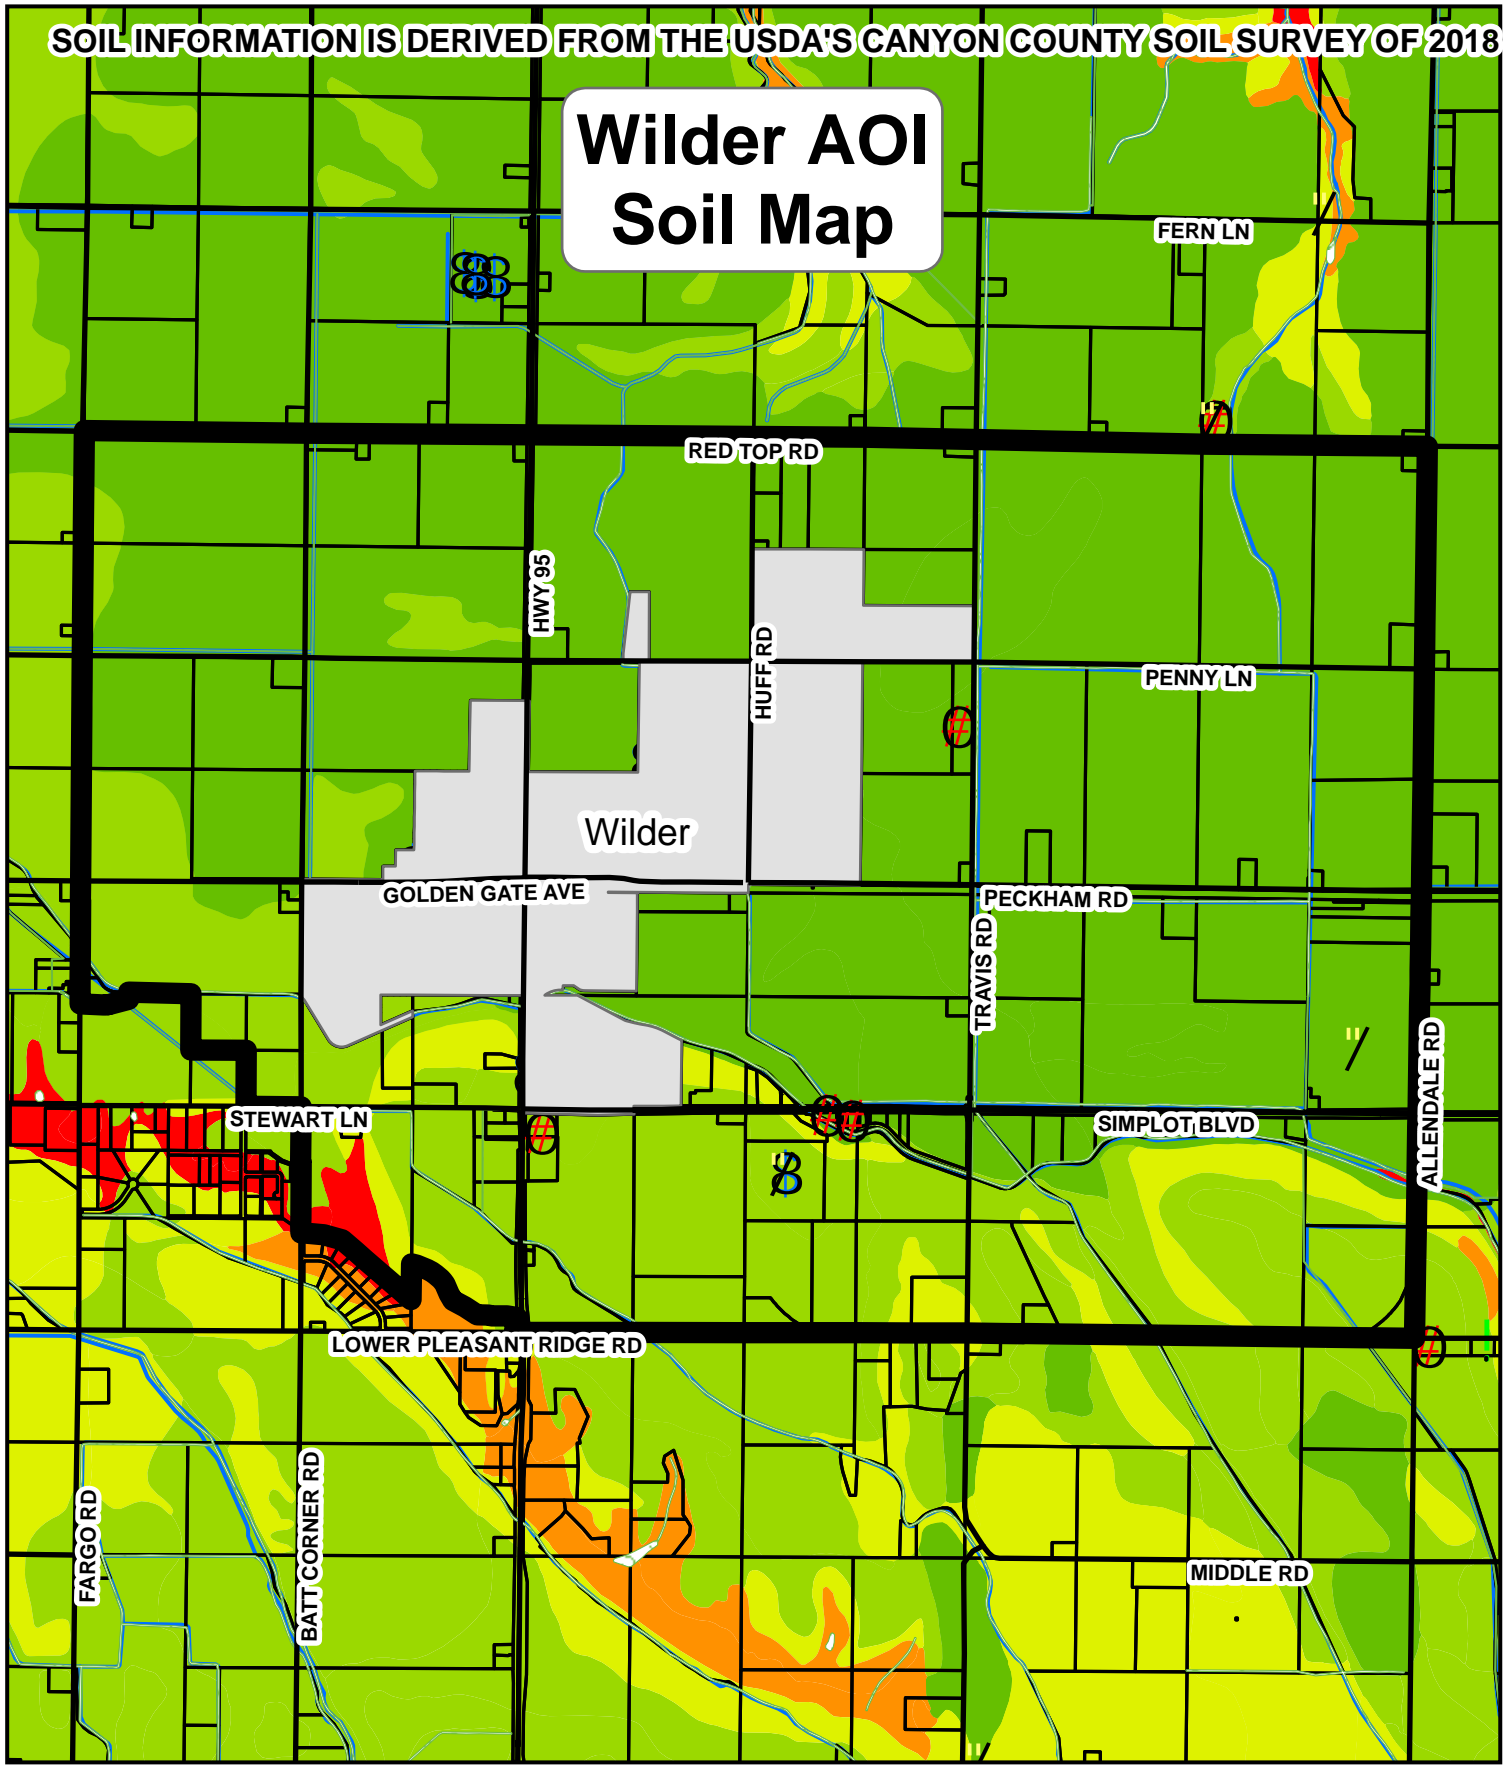 SOIL INFORMATION IS DERIVED FROM THE USDA'S CANYON COUNTY SOIL SURVEY OF 2018
Wilder AOI
Soil Map
FERN LN
RED TOP RD
HWY 95
HUFF RD
PENNY LN
Wilder
GOLDEN GATE AVE
PECKHAM RD
TRAVIS RD
ALLENDALE RD
STEWART LN
SIMPLOT BLVD
LOWER PLEASANT RIDGE RD
FARGO RD
BATT CORNER RD
MIDDLE RD